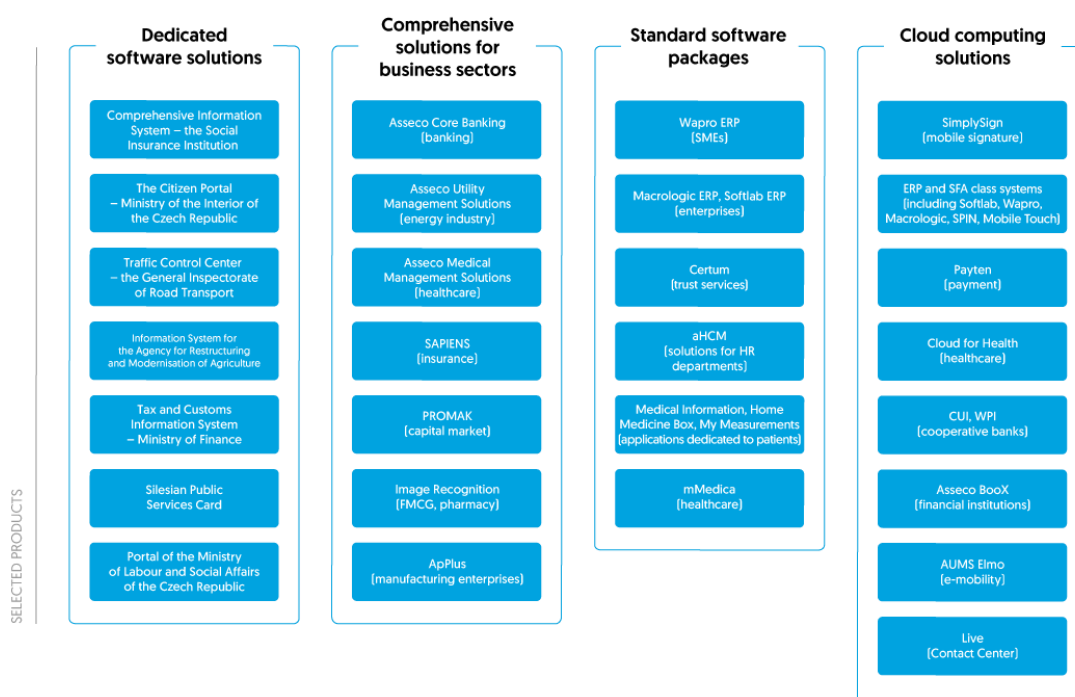 Dedicated
software solutions
Comprehensive Information
System – the Social
Insurance Institution
The Citizen Portal
– Ministry of the Interior of
the Czech Republic
Traffic Control Center
– the General Inspectorate
of Road Transport
Information System for
the Agency for Restructuring
and Modernisation of Agriculture
Tax and Customs
Information System
– Ministry of Finance
Silesian Public
Services Card
Portal of the Ministry
of Labour and Social Affairs
of the Czech Republic
Comprehensive
solutions for
business sectors
Asseco Core Banking
(banking)
Asseco Utility
Management Solutions
(energy industry)
Asseco Medical
Management Solutions
(healthcare)
SAPIENS
(insurance)
PROMAK
(capital market)
Image Recognition
(FMCG, pharmacy)
ApPlus
(manufacturing enterprises)
Standard software
packages
Wapro ERP
(SMEs)
Macrologic ERP, Softlab ERP
(enterprises)
Certum
(trust services)
aHCM
(solutions for HR
departments)
Medical Information, Home
Medicine Box, My Measurements
(applications dedicated to patients)
mMedica
(healthcare)
Cloud computing
solutions
SimplySign
(mobile signature)
ERP and SFA class systems
(including Softlab, Wapro,
Macrologic, SPIN, Mobile Touch)
Payten
(payment)
Cloud for Health
(healthcare)
CUI, WPI
(cooperative banks)
Asseco BooX
(financial institutions)
AUMS Elmo
(e-mobility)
Live
(Contact Center)
SELECTED PRODUCTS